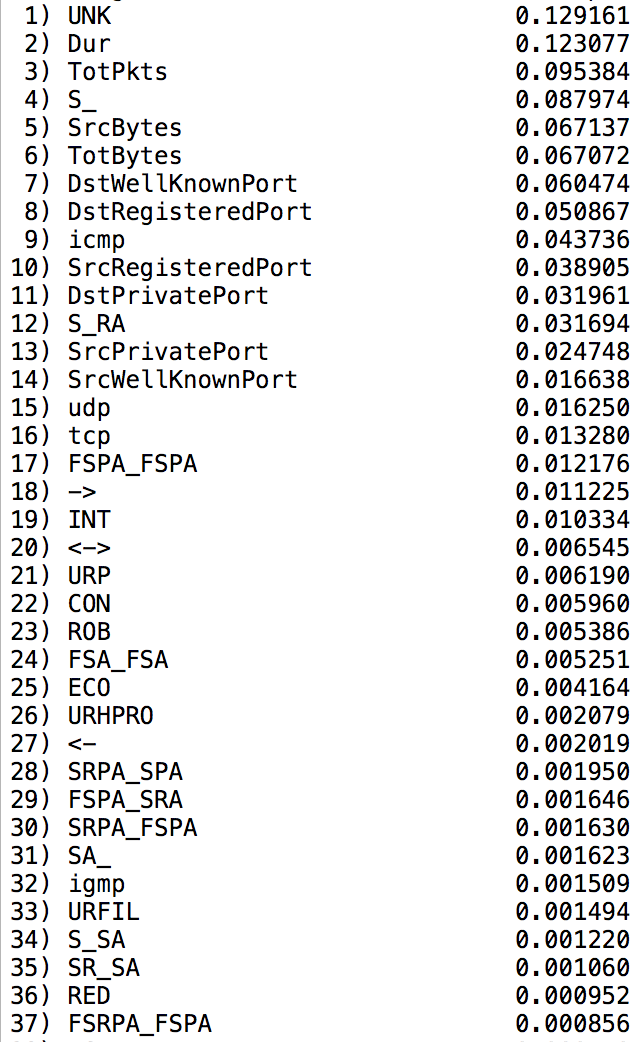 1) UNK 0.129161
2) Dur 0.123077
3) TotPkts 0.095384
4) S_ 0.087974
5) SrcBytes 0.067137
6) TotBytes 0.067072
7) DstWellKnownPort 0.060474
8) DstRegisteredPort 0.050867
9) icmp 0.043736
10) SrcRegisteredPort 0.038905
11) DstPrivatePort 0.031961
12) S_RA 0.031694
13) SrcPrivatePort 0.024748
14) SrcWellKnownPort 0.016638
15) udp 0.016250
16) tcp 0.013280
17) FSPA_FSPA 0.012176
18) -> 0.011225
19) INT 0.010334
20) <-> 0.006545
21) URP 0.006190
22) CON 0.005960
23) ROB 0.005386
24) FSA_FSA 0.005251
25) ECO 0.004164
26) URHPRO 0.002079
27) <- 0.002019
28) SRPA_SPA 0.001950
29) FSPA_SRA 0.001646
30) SRPA_FSPA 0.001630
31) SA_ 0.001623
32) igmp 0.001509
33) URFIL 0.001494
34) S_SA 0.001220
35) SR_SA 0.001060
36) RED 0.000952
37) FSRPA_FSPA 0.000856